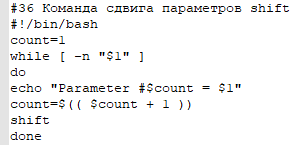 #36 Команда сдвига параметров shift
#!/bin/bash
count=1
while [ -n "$1" ]
do
echo "Parameter #$count = $1"
count=$(( $count + 1 ))
shift
done